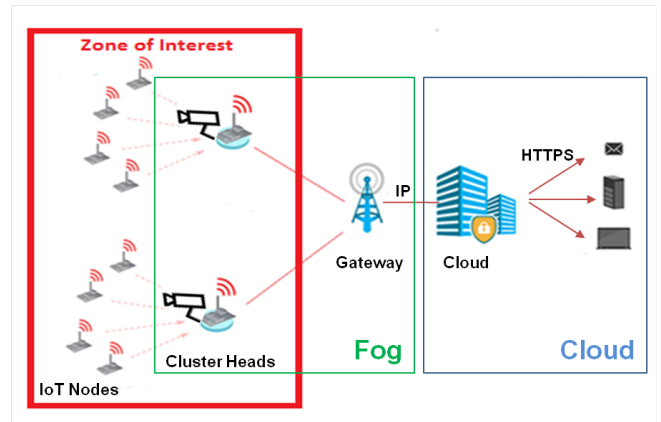 Zone of Interest
HTTPS
IP
Gateway
Cloud
Cluster Heads
Fog
Cloud
IoT Nodes